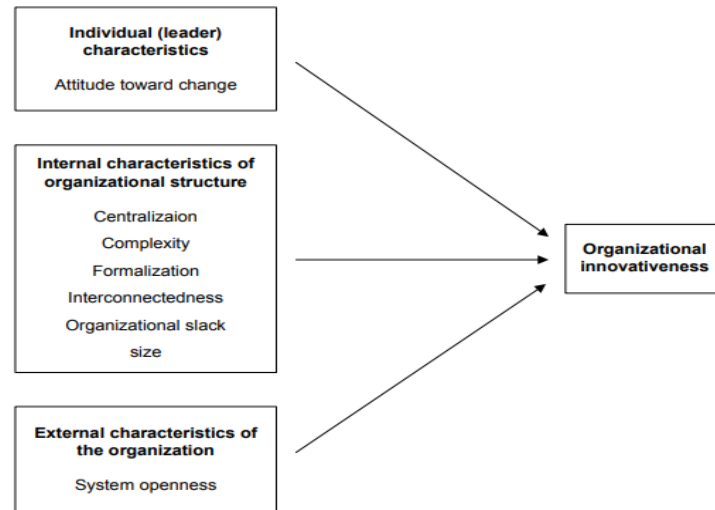 Individual (leader)
characteristics
Attitude toward change
Internal characteristics of
organizational structure
Centralizaion
Complexity
Formalization
Interconnectedness
Organizational slack
size
Organizational
innovativeness
External characteristics of
the organization
System openness